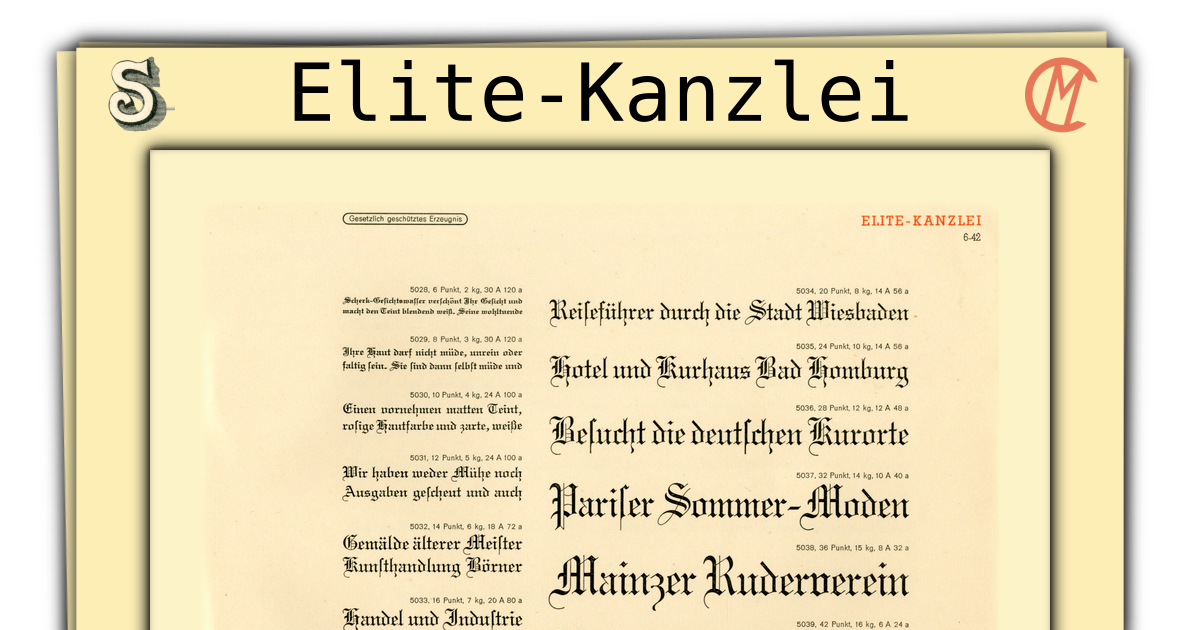 Elite-Kanzlei
Gesetzlich geschütztes Erzeugnis
ELITE-KANZLEI
6-42
5028, 6 Punkt, 2 kg, 30 A 120 a
Scherk-Geſichtswaſſer verſchönt Ihr Geſicht und
macht den Teint blendend weiß. Seine wohltuende
5029, 8 Punkt, 3 kg, 30 A 120 a
Ihre Haut darf nicht müde, unrein oder
faltig ſein. Sie ſind dann ſelbſt müde und
5030, 10 Punkt, 4 kg, 24 A 100 a
Einen vornehmen matten Teint,
roſige Hautfarbe und zarte, weiße
5031, 12 Punkt, 5 kg, 24 A 100 a
Wir haben weder Mühe noch
Ausgaben geſcheut und auch
5032, 14 Punkt, 6 kg, 18 A 72 a
Gemälde älterer Meiſter
Kunſthandlung Börner
5033, 16 Punkt, 7 kg, 20 A 80 a
Handel und Induſtrie
5034, 20 Punkt, 8 kg, 14 A 56 a
Reiſeführer durch die Stadt Wiesbaden
5035, 24 Punkt, 10 kg, 14 A 56 a
Hotel und Kurhaus Bad Homburg
5036, 28 Punkt, 12 kg, 12 A 48 a
Beſucht die deutſchen Kurorte
5037, 32 Punkt, 14 kg, 10 A 40 a
Pariſer Sommer-Moden
5038, 36 Punkt, 15 kg, 8 A 32 a
Mainzer Ruderverein
5039, 42 Punkt, 16 kg, 6 A 24 a